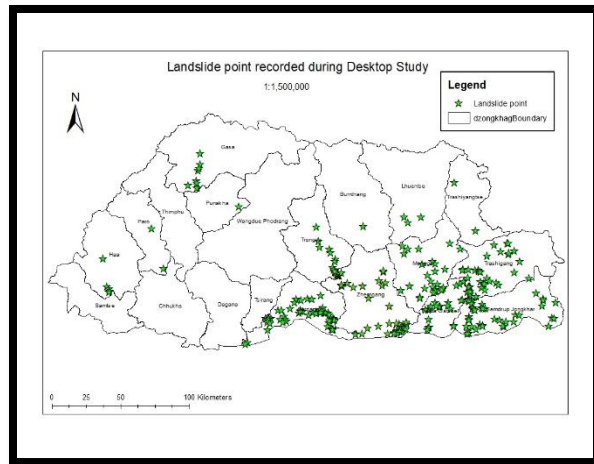 Landslide point recorded during Desktop Study
1:1,500,000
N
Legend
Landslide point
dzongkhagBoundary
Gasa
Bumthang
Lhuentse
Trashiyangtse
Punakha
Thimphu
Wangdue Phodrang
Paro
Trongsa
Haa
Trashigang
Zhemgang
Samtse
Chhukha
Dagana
Tsirang
Samdrup Jongkhar
0 25 50 100 Kilometers